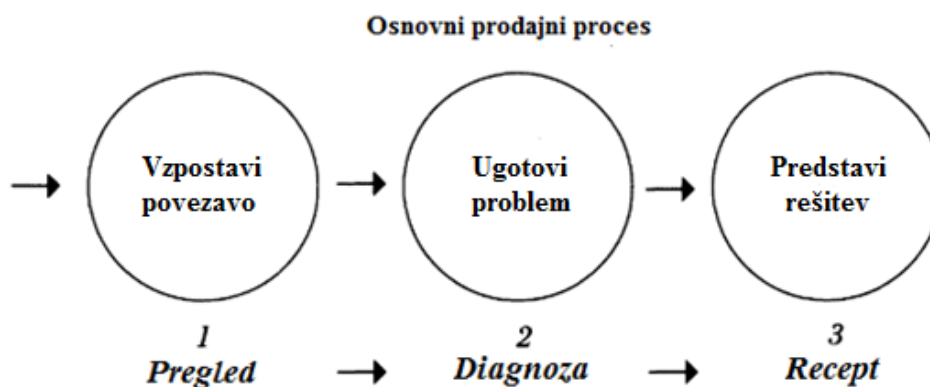 Osnovni prodajni proces
Vzpostavi
povezavo
Ugotovi
problem
Predstavi
rešitev
1
Pregled
2
Diagnoza
3
Recept